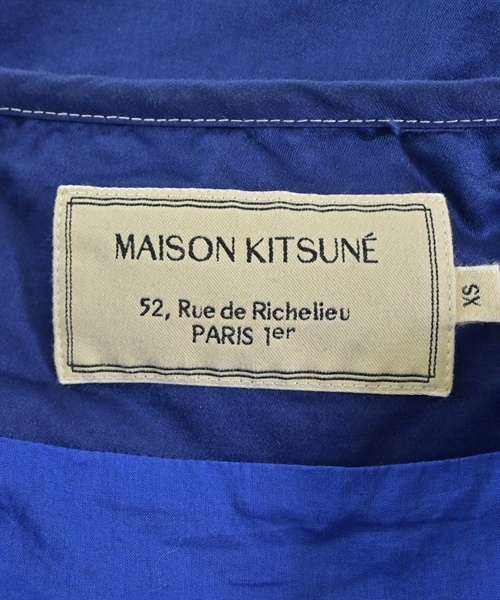 MAISON KITSUNÉ
52, Rue de Richelieu
PARIS 1er
XS